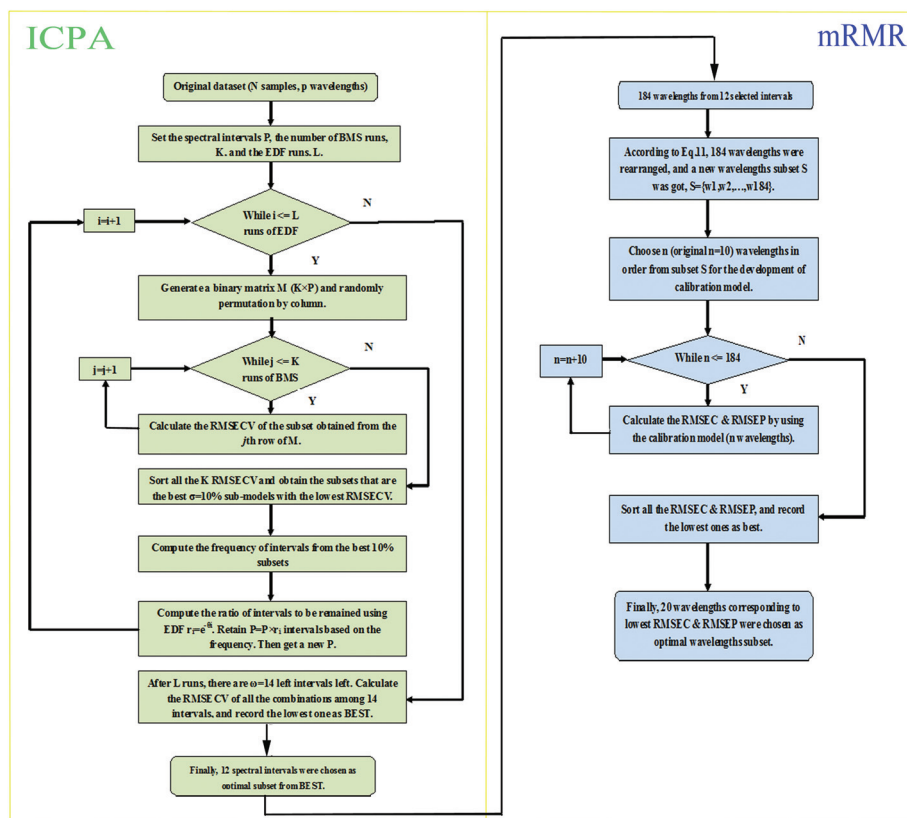 ICPA
Original dataset (N samples, p wavelengths)
Set the spectral intervals P, the number of BMS runs,
K. and the EDF runs. L.
i=i+1
While i <= L
runs of EDF
N
Y
Generate a binary matrix M (K×P) and randomly
permutation by column.
j=j+1
While j <= K
runs of BMS
N
Y
Calculate the RMSECV of the subset obtained from the
jth row of M.
Sort all the K RMSECV and obtain the subsets that are
the best σ=10% sub-models with the lowest RMSECV.
Compute the frequency of intervals from the best 10%
subsets
Compute the ratio of intervals to be remained using
EDF ri=e-θi. Retain P=P×ri intervals based on the
frequency. Then get a new P.
After L runs, there are ω=14 left intervals left. Calculate
the RMSECV of all the combinations among 14
intervals, and record the lowest one as BEST.
Finally, 12 spectral intervals were chosen as
optimal subset from BEST.
mRMR
184 wavelengths from 12 selected intervals
According to Eq.11, 184 wavelengths were
rearranged, and a new wavelengths subset S
was got, S={w1,w2,...,w184}.
Choose n (original n=10) wavelengths in
order from subset S for the development of
calibration model.
n=n+10
While n <= 184
N
Y
Calculate the RMSEC & RMSEP by using
the calibration model (n wavelengths).
Sort all the RMSEC & RMSEP, and record
the lowest ones as best.
Finally, 20 wavelengths corresponding to
lowest RMSEC & RMSEP were chosen as
optimal wavelengths subset.